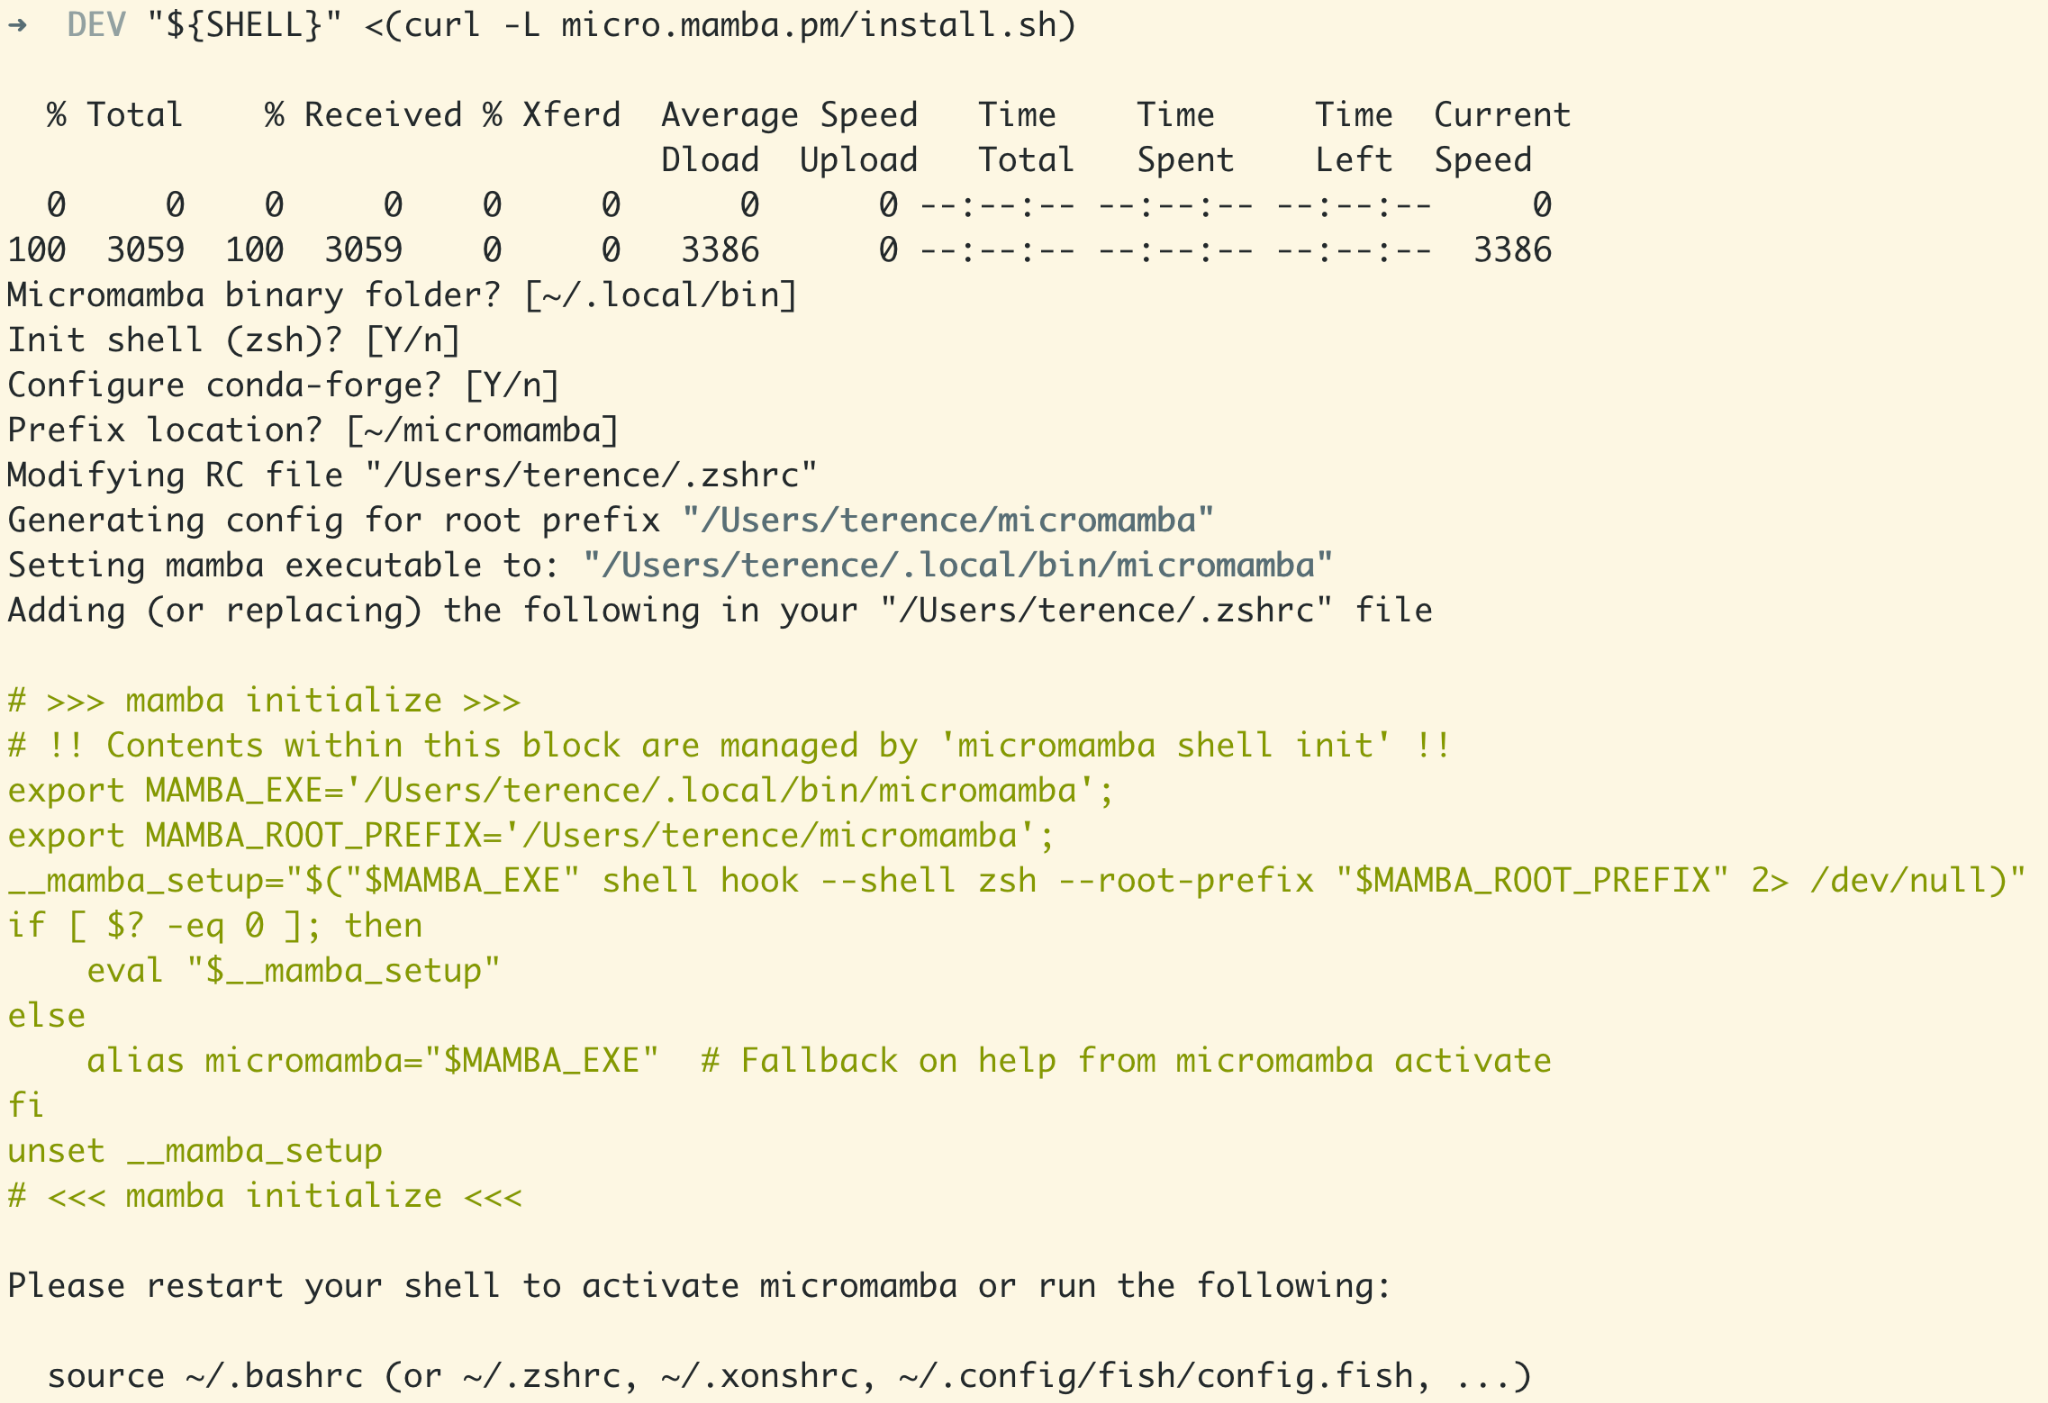 ➜  DEV "${SHELL}" <(curl -L micro.mamba.pm/install.sh)

  % Total    % Received % Xferd  Average Speed   Time    Time     Time  Current
                                 Dload  Upload   Total   Spent    Left  Speed
  0     0    0     0    0     0      0      0 --:--:-- --:--:-- --:--:--     0
100  3059  100  3059    0     0   3386      0 --:--:-- --:--:-- --:--:--  3386
Micromamba binary folder? [~/.local/bin]
Init shell (zsh)? [Y/n]
Configure conda-forge? [Y/n]
Prefix location? [~/micromamba]
Modifying RC file "/Users/terence/.zshrc"
Generating config for root prefix "/Users/terence/micromamba"
Setting mamba executable to: "/Users/terence/.local/bin/micromamba"
Adding (or replacing) the following in your "/Users/terence/.zshrc" file

# >>> mamba initialize >>>
# !! Contents within this block are managed by 'micromamba shell init' !!
export MAMBA_EXE='/Users/terence/.local/bin/micromamba';
export MAMBA_ROOT_PREFIX='/Users/terence/micromamba';
__mamba_setup="$("$MAMBA_EXE" shell hook --shell zsh --root-prefix "$MAMBA_ROOT_PREFIX" 2> /dev/null)"
if [ $? -eq 0 ]; then
    eval "$__mamba_setup"
else
    alias micromamba="$MAMBA_EXE"  # Fallback on help from micromamba activate
fi
unset __mamba_setup
# <<< mamba initialize <<<

Please restart your shell to activate micromamba or run the following:

  source ~/.bashrc (or ~/.zshrc, ~/.xonshrc, ~/.config/fish/config.fish, ...)